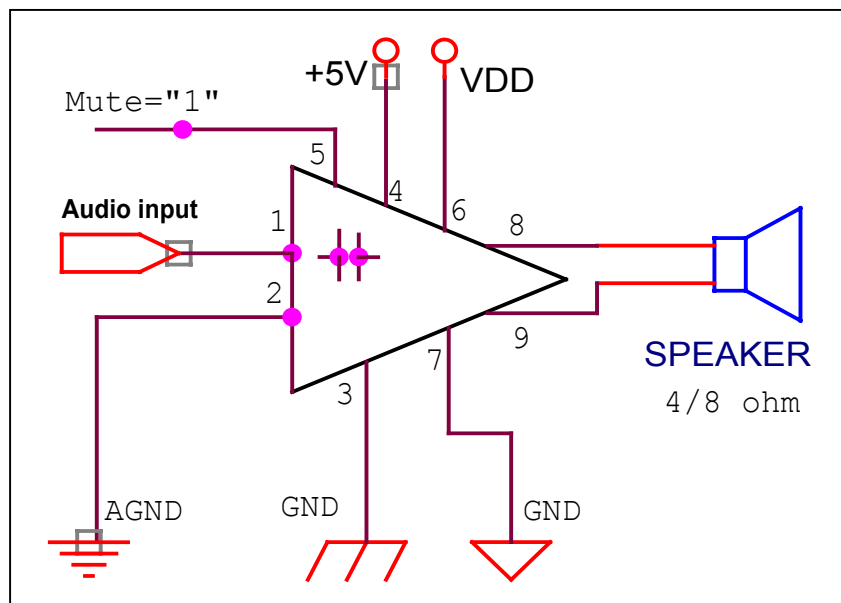 +5V
VDD
Mute="1"
5
4
6
Audio input
1
8
2
9
SPEAKER
7
3
4/8 ohm
AGND
GND
GND